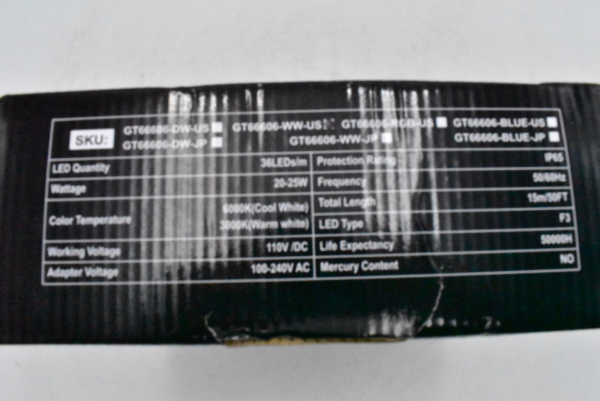 SKU:
GT66606-DW-US GT66606-WW-US GT66606-RGB-US GT66606-BLUE-US
GT66606-DW-JP GT66606-WW-JP GT66606-BLUE-JP
LED Quantity 36LEDs/m Protection Rating IP65
Wattage 20-25W Frequency 50/60Hz
Color Temperature 6000K(Cool White) Total Length 15m/50FT
3000K(Warm white) LED Type F3
Working Voltage 110V /DC Life Expectancy 50000H
Adapter Voltage 100-240V AC Mercury Content NO